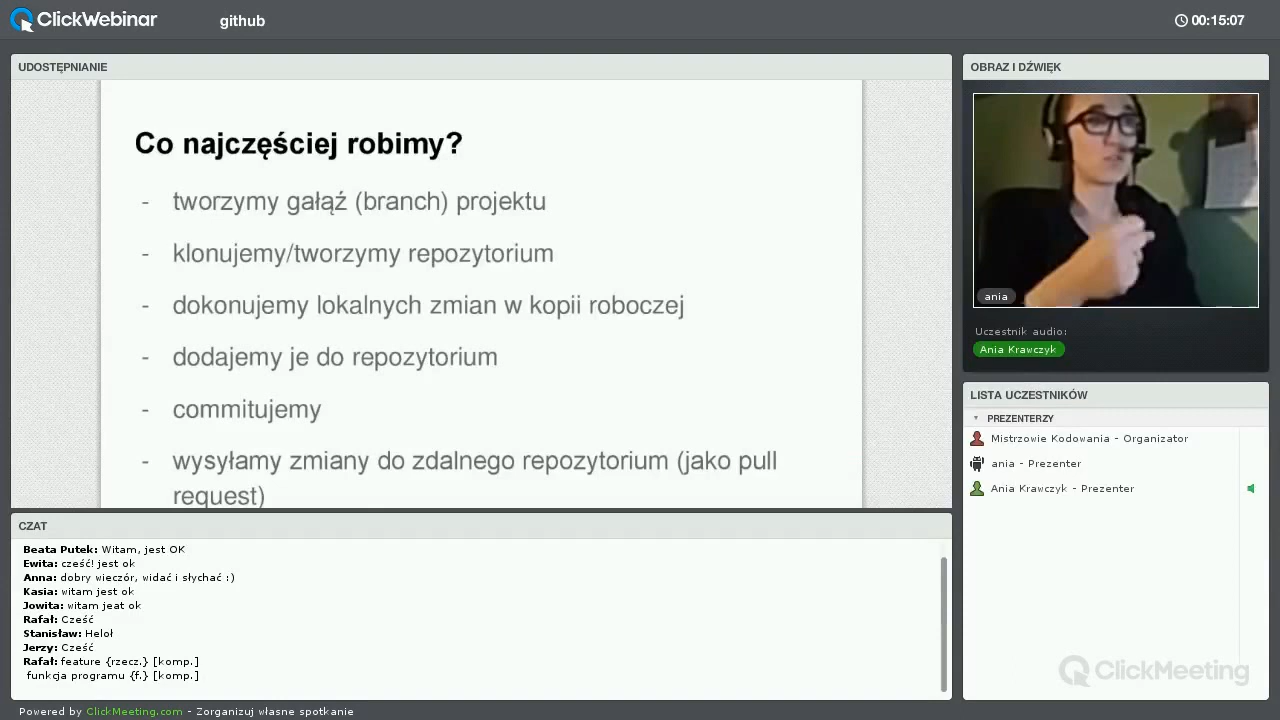 ClickWebinar
github
00:15:07
UDOSTĘPNIANIE
Co najczęściej robimy?
- tworzymy gałąź (branch) projektu
- klonujemy/tworzymy repozytorium
- dokonujemy lokalnych zmian w kopii roboczej
- dodajemy je do repozytorium
- commitujemy
- wysyłamy zmiany do zdalnego repozytorium (jako pull
request)
OBRAZ I DŹWIĘK
ania
Uczestnik audio:
Ania Krawczyk
LISTA UCZESTNIKÓW
PREZENTERZY
Mistrzowie Kodowania - Organizator
ania - Prezenter
Ania Krawczyk - Prezenter
ClickMeeting
CZAT
Beata Putek: Witam, jest OK
Ewita: cześć! jest ok
Anna: dobry wieczór, widać i słychać :)
Kasia: witam jest ok
Jowita: witam jeat ok
Rafał: Cześć
Stanisław: Heloł
Jerzy: Cześć
Rafał: feature {rzecz.} [komp.]
funkcja programu {f.} [komp.]
Powered by ClickMeeting.com - Zorganizuj własne spotkanie